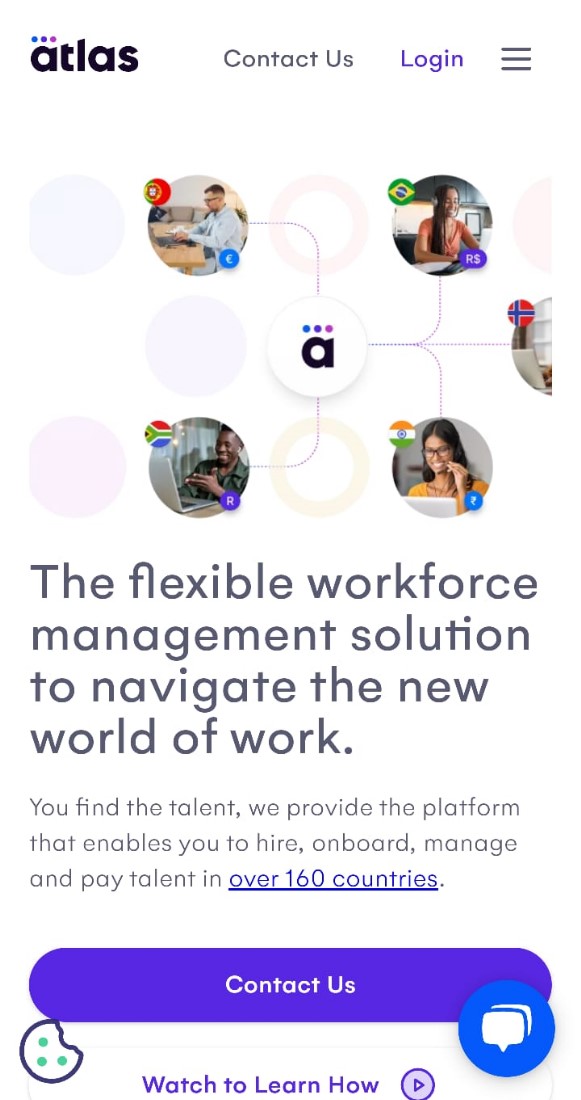 atlas
Contact Us
Login
€
R$
a
R
₹
The flexible workforce
management solution
to navigate the new
world of work.
You find the talent, we provide the platform
that enables you to hire, onboard, manage
and pay talent in over 160 countries.
Contact Us
Watch to Learn How